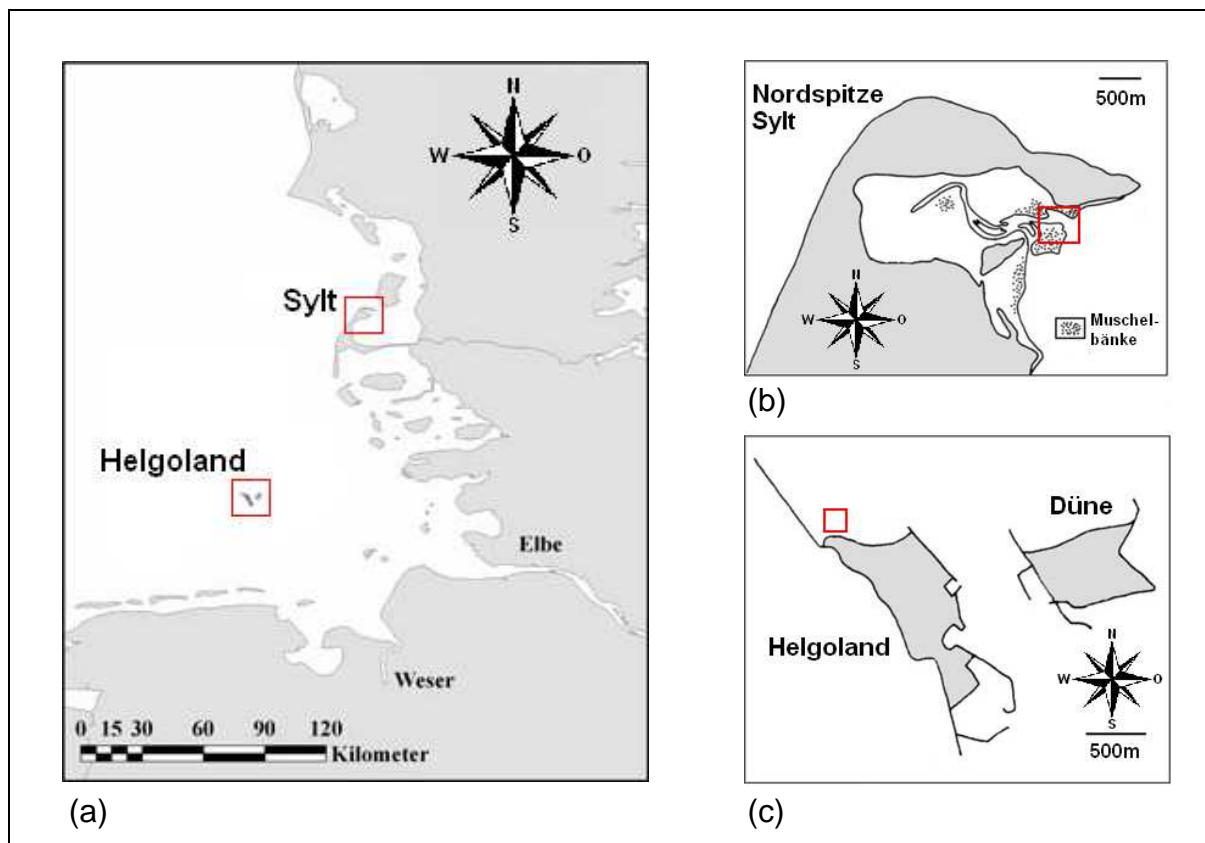 N
W O
S
Sylt
Helgoland
Elbe
Weser
0 15 30 60 90 120
Kilometer
(a)
Nordspitze
Sylt
500m
N
W O
S
Muschel-
bänke
(b)
Düne
Helgoland
N
W O
S
500m
(c)